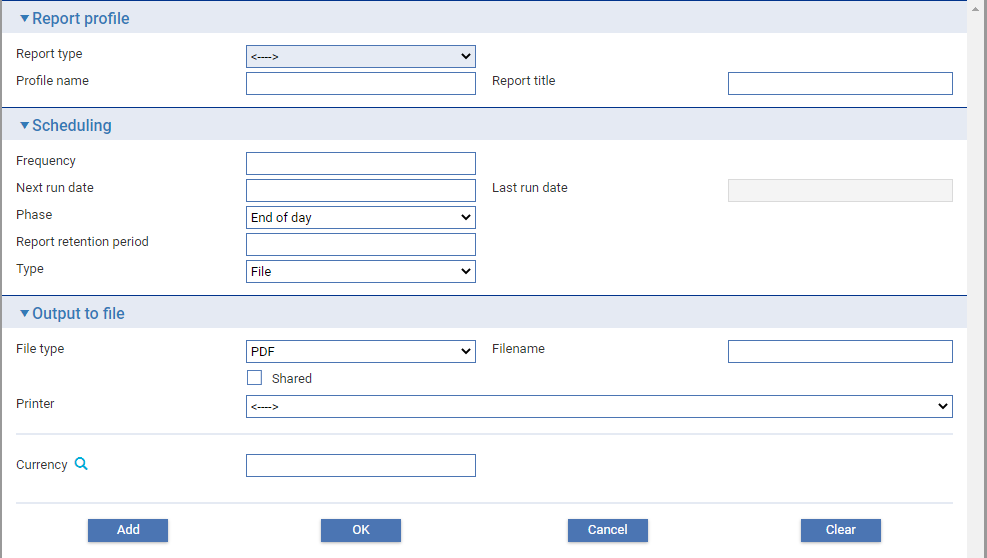 Report profile
Report type <---->
Profile name Report title
Scheduling
Frequency
Next run date Last run date
Phase End of day
Report retention period
Type File
Output to file
File type PDF Filename
Shared
Printer <---->
Currency
Add OK Cancel Clear